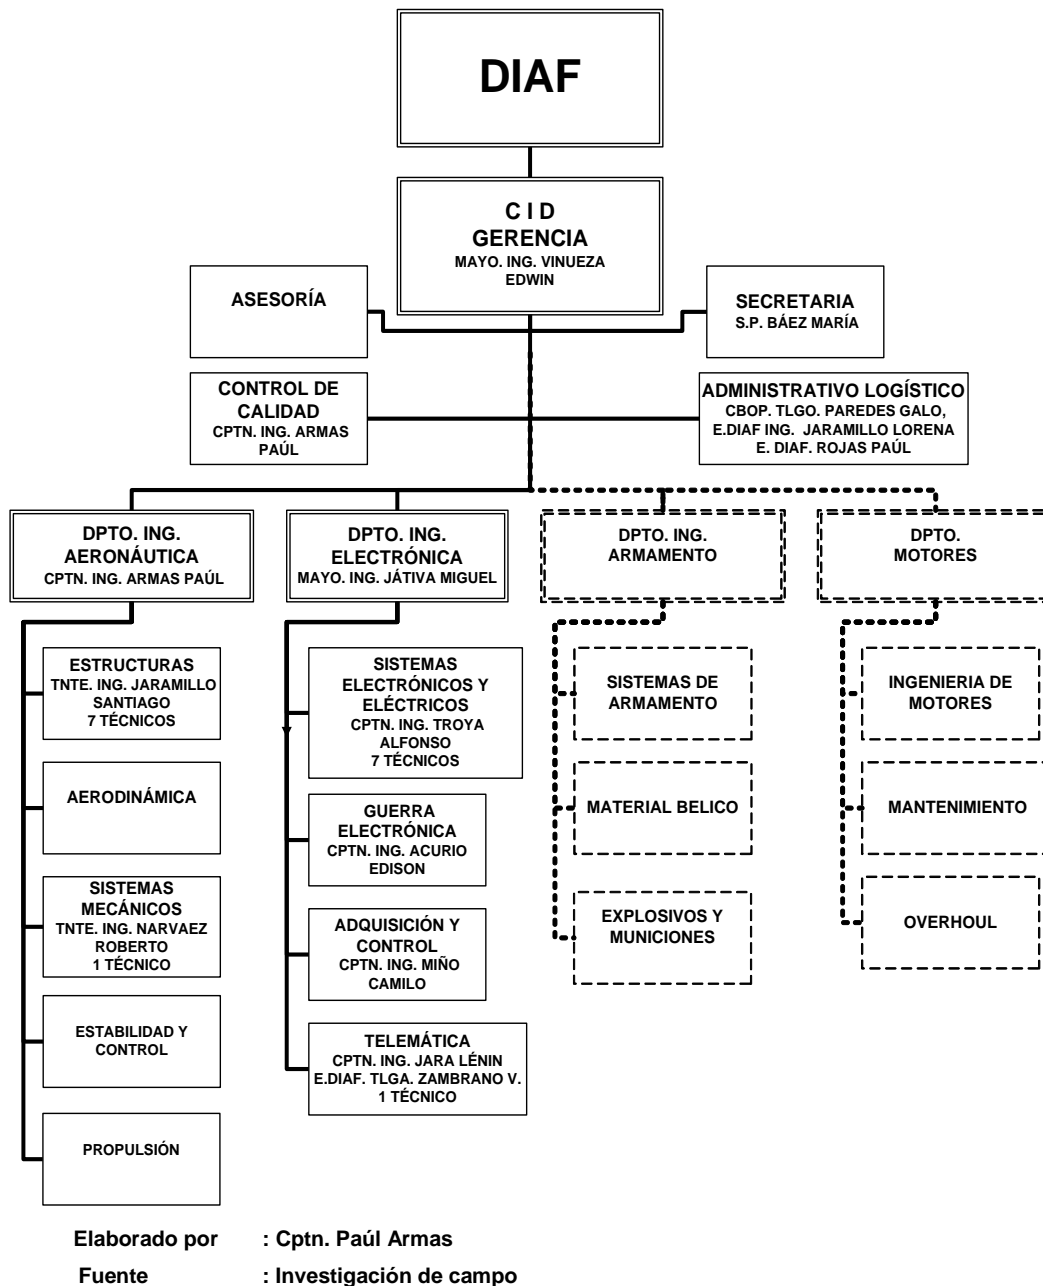 DIAF
C I D
GERENCIA
MAYO. ING. VINUEZA
EDWIN
ASESORÍA
SECRETARIA
S.P. BÁEZ MARÍA
CONTROL DE
CALIDAD
CPTN. ING. ARMAS
PAÚL
ADMINISTRATIVO LOGÍSTICO
CBOP. TLGO. PAREDES GALO,
E.DIAF ING. JARAMILLO LORENA
E. DIAF. ROJAS PAÚL
DPTO. ING.
AERONÁUTICA
CPTN. ING. ARMAS PAÚL
DPTO. ING.
ELECTRÓNICA
MAYO. ING. JÁTIVA MIGUEL
DPTO. ING.
ARMAMENTO
DPTO.
MOTORES
ESTRUCTURAS
TNTE. ING. JARAMILLO
SANTIAGO
7 TÉCNICOS
AERODINÁMICA
SISTEMAS
MECÁNICOS
TNTE. ING. NARVAEZ
ROBERTO
1 TÉCNICO
ESTABILIDAD Y
CONTROL
PROPULSIÓN
SISTEMAS
ELECTRÓNICOS Y
ELÉCTRICOS
CPTN. ING. TROYA
ALFONSO
7 TÉCNICOS
GUERRA
ELECTRÓNICA
CPTN. ING. ACURIO
EDISON
ADQUISICIÓN Y
CONTROL
CPTN. ING. MIÑO
CAMILO
TELEMÁTICA
CPTN. ING. JARA LÉNIN
E.DIAF. TLGA. ZAMBRANO V.
1 TÉCNICO
SISTEMAS DE
ARMAMENTO
MATERIAL BELICO
EXPLOSIVOS Y
MUNICIONES
INGENIERIA DE
MOTORES
MANTENIMIENTO
OVERHOUL
Elaborado por : Cptn. Paúl Armas
Fuente : Investigación de campo